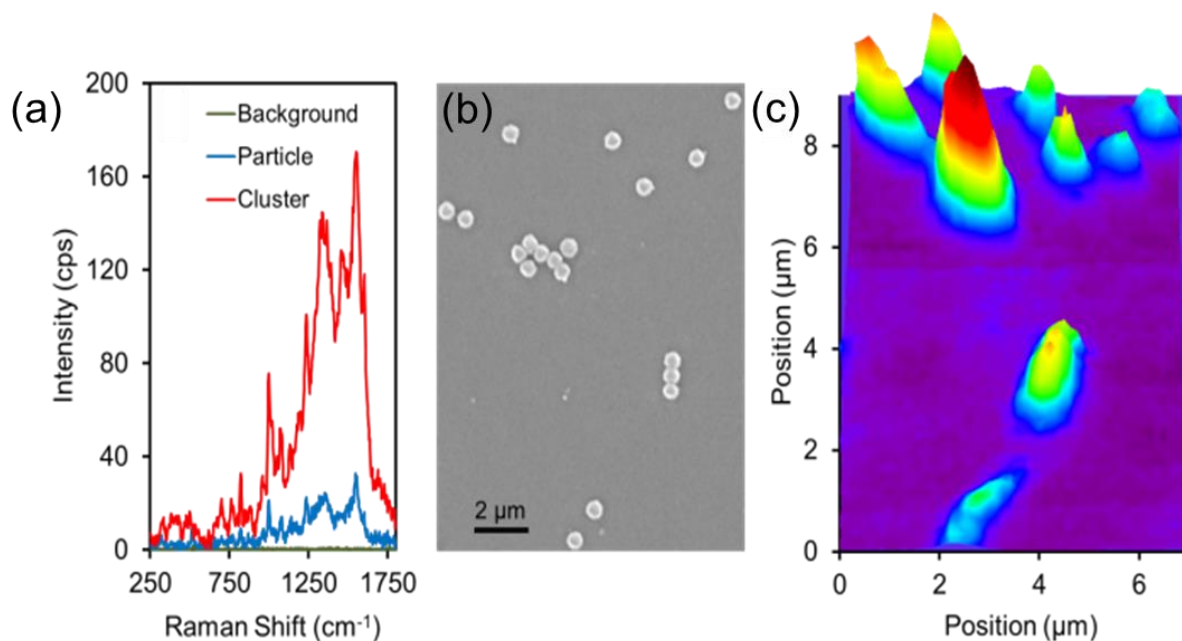 (a)
200
160
120
80
40
0
Intensity (cps)
Background
Particle
Cluster
250 750 1250 1750
Raman Shift (cm⁻¹)
(b)
2 µm
(c)
8
6
4
2
0
Position (µm)
0 2 4 6
Position (µm)